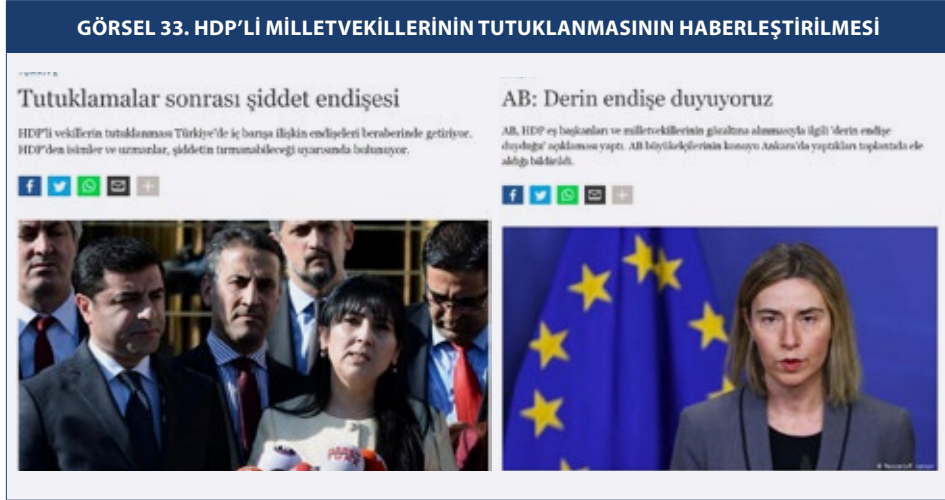 GÖRSEL 33. HDP’Lİ MİLLETVEKİLLERİNİN TUTUKLANMASININ HABERLEŞTİRİLMESİ
Tutuklamalar sonrası şiddet endişesi
HDP'li vekillerin tutuklanması Türkiye'de iç barışa ilişkin endişeleri beraberinde getiriyor.
HDP'den isimler ve uzmanlar, şiddetin tırmanabileceği uyarısında bulunuyor.
AB: Derin endişe duyuyoruz
AB, HDP eş başkanları ve milletvekillerinin gözaltına alınmasıyla ilgili 'derin endişe
duyduğu' açıklaması yaptı. AB büyükelçilerinin konuyu Ankara'da yaptıkları toplantıda ele
aldığı bildirildi.